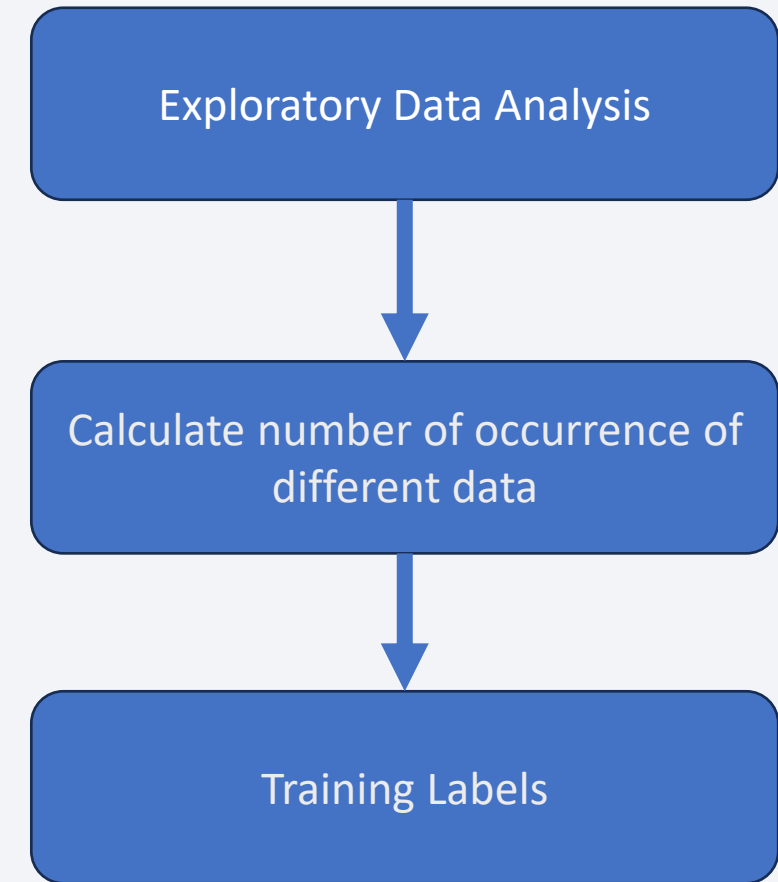 Exploratory Data Analysis
Calculate number of occurrence of
different data
Training Labels